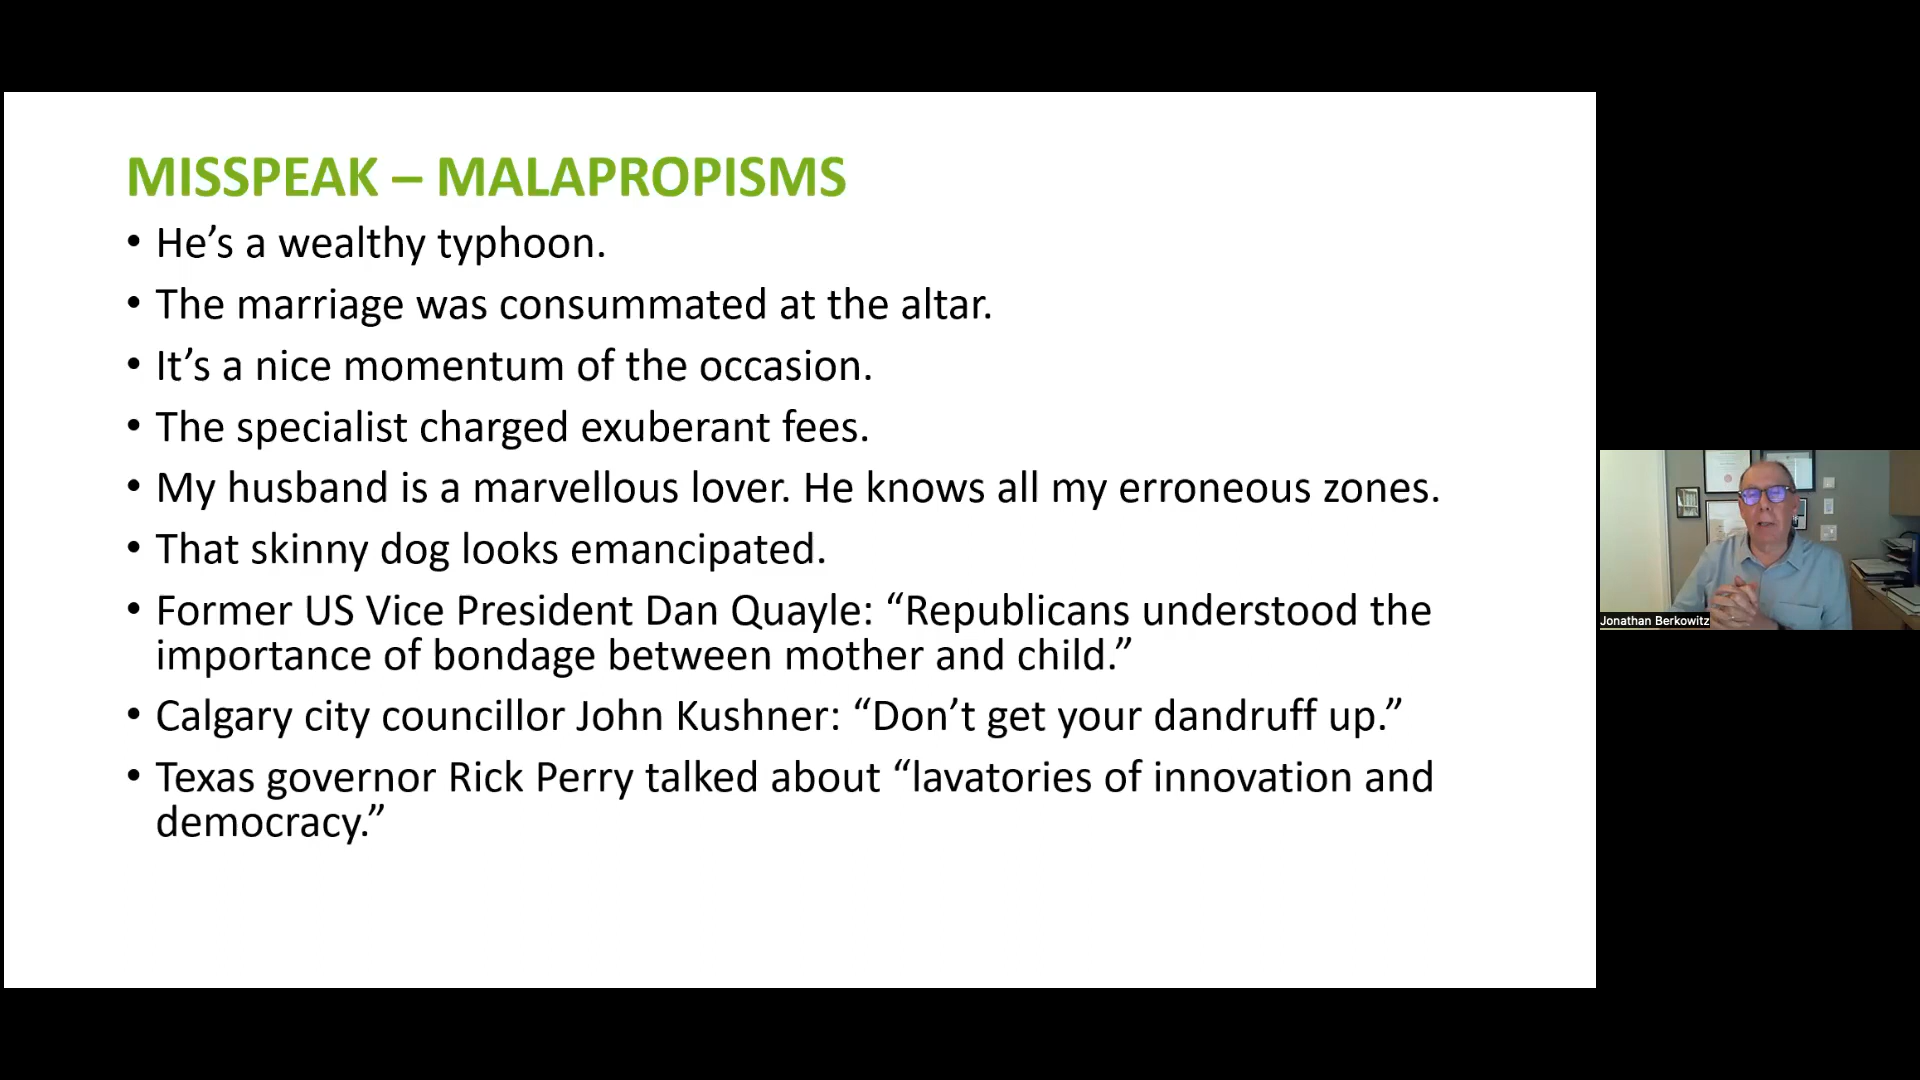 MISSPEAK – MALAPROPISMS
• He’s a wealthy typhoon.
• The marriage was consummated at the altar.
• It’s a nice momentum of the occasion.
• The specialist charged exuberant fees.
• My husband is a marvellous lover. He knows all my erroneous zones.
• That skinny dog looks emancipated.
• Former US Vice President Dan Quayle: “Republicans understood the
importance of bondage between mother and child.”
• Calgary city councillor John Kushner: “Don’t get your dandruff up.”
• Texas governor Rick Perry talked about “lavatories of innovation and
democracy.”
Jonathan Berkowitz